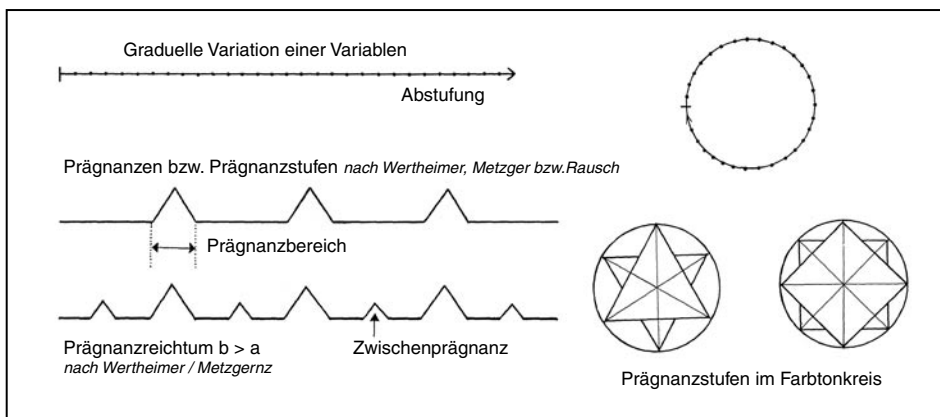 Graduelle Variation einer Variablen
Abstufung
Prägnanzen bzw. Prägnanzstufen nach Wertheimer, Metzger bzw.Rausch
Prägnanzbereich
Prägnanzreichtum b > a
nach Wertheimer / Metzgernz
Zwischenprägnanz
Prägnanzstufen im Farbtonkreis